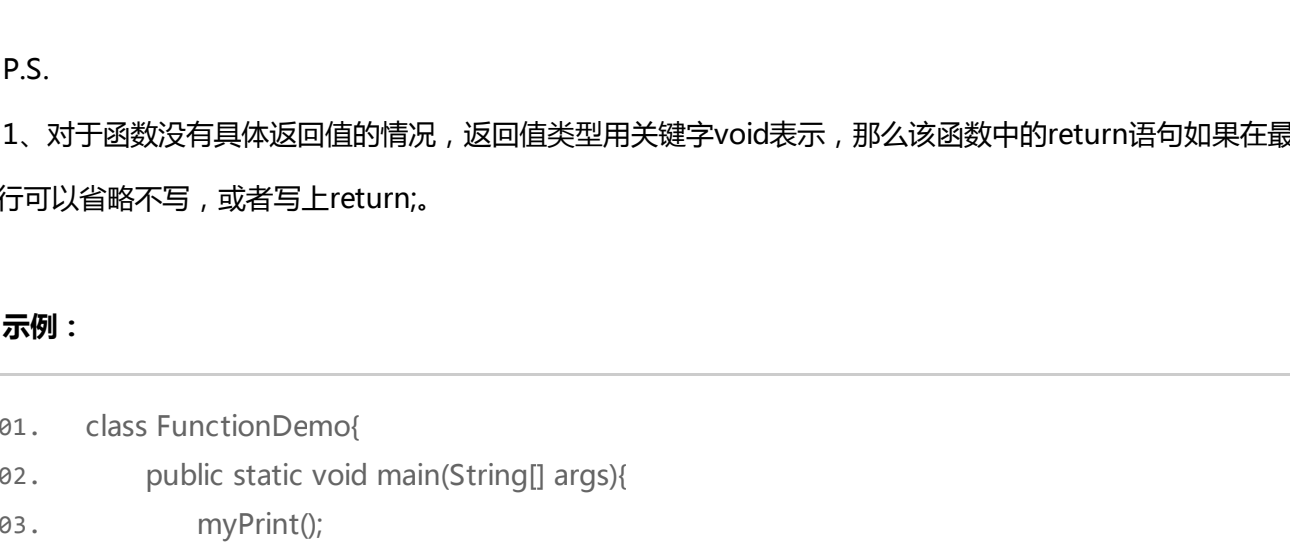 P.S.
1、对于函数没有具体返回值的情况，返回值类型用关键字void表示，那么该函数中的return语句如果在最
行可以省略不写，或者写上return;。
示例：
01. class FunctionDemo{
02. public static void main(String[] args){
03. myPrint();